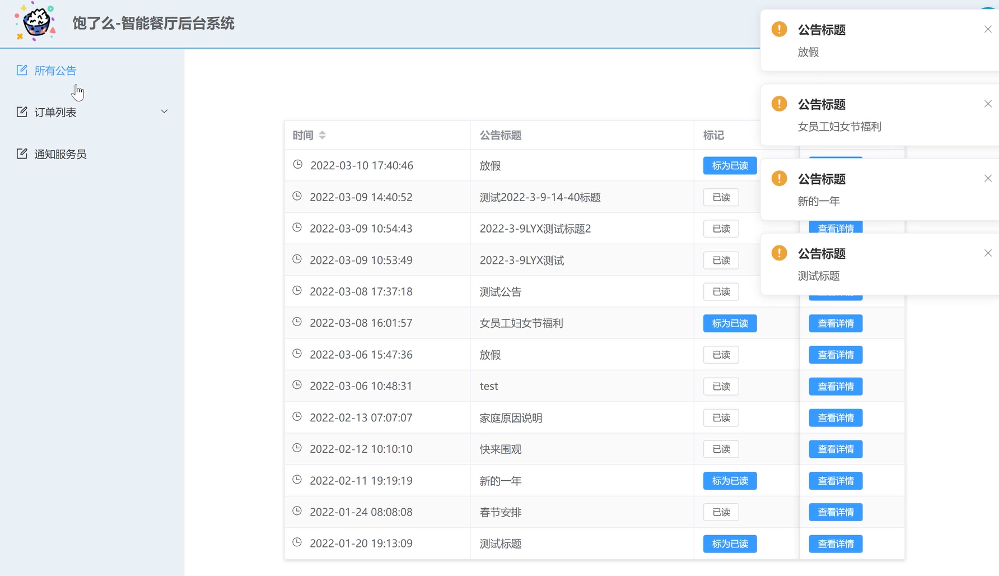 饱了么-智能餐厅后台系统
所有公告
订单列表
通知服务员
时间 公告标题 标记
2022-03-10 17:40:46 放假 标为已读
2022-03-09 14:40:52 测试2022-3-9-14-40标题 已读
2022-03-09 10:54:43 2022-3-9LYX测试标题2 已读 查看详情
2022-03-09 10:53:49 2022-3-9LYX测试 已读
2022-03-08 17:37:18 测试公告 已读
2022-03-08 16:01:57 女员工妇女节福利 标为已读 查看详情
2022-03-06 15:47:36 放假 已读 查看详情
2022-03-06 10:48:31 test 已读 查看详情
2022-02-13 07:07:07 家庭原因说明 已读 查看详情
2022-02-12 10:10:10 快来围观 已读 查看详情
2022-02-11 19:19:19 新的一年 标为已读 查看详情
2022-01-24 08:08:08 春节安排 已读 查看详情
2022-01-20 19:13:09 测试标题 标为已读 查看详情
公告标题
放假
公告标题
女员工妇女节福利
公告标题
新的一年
公告标题
测试标题